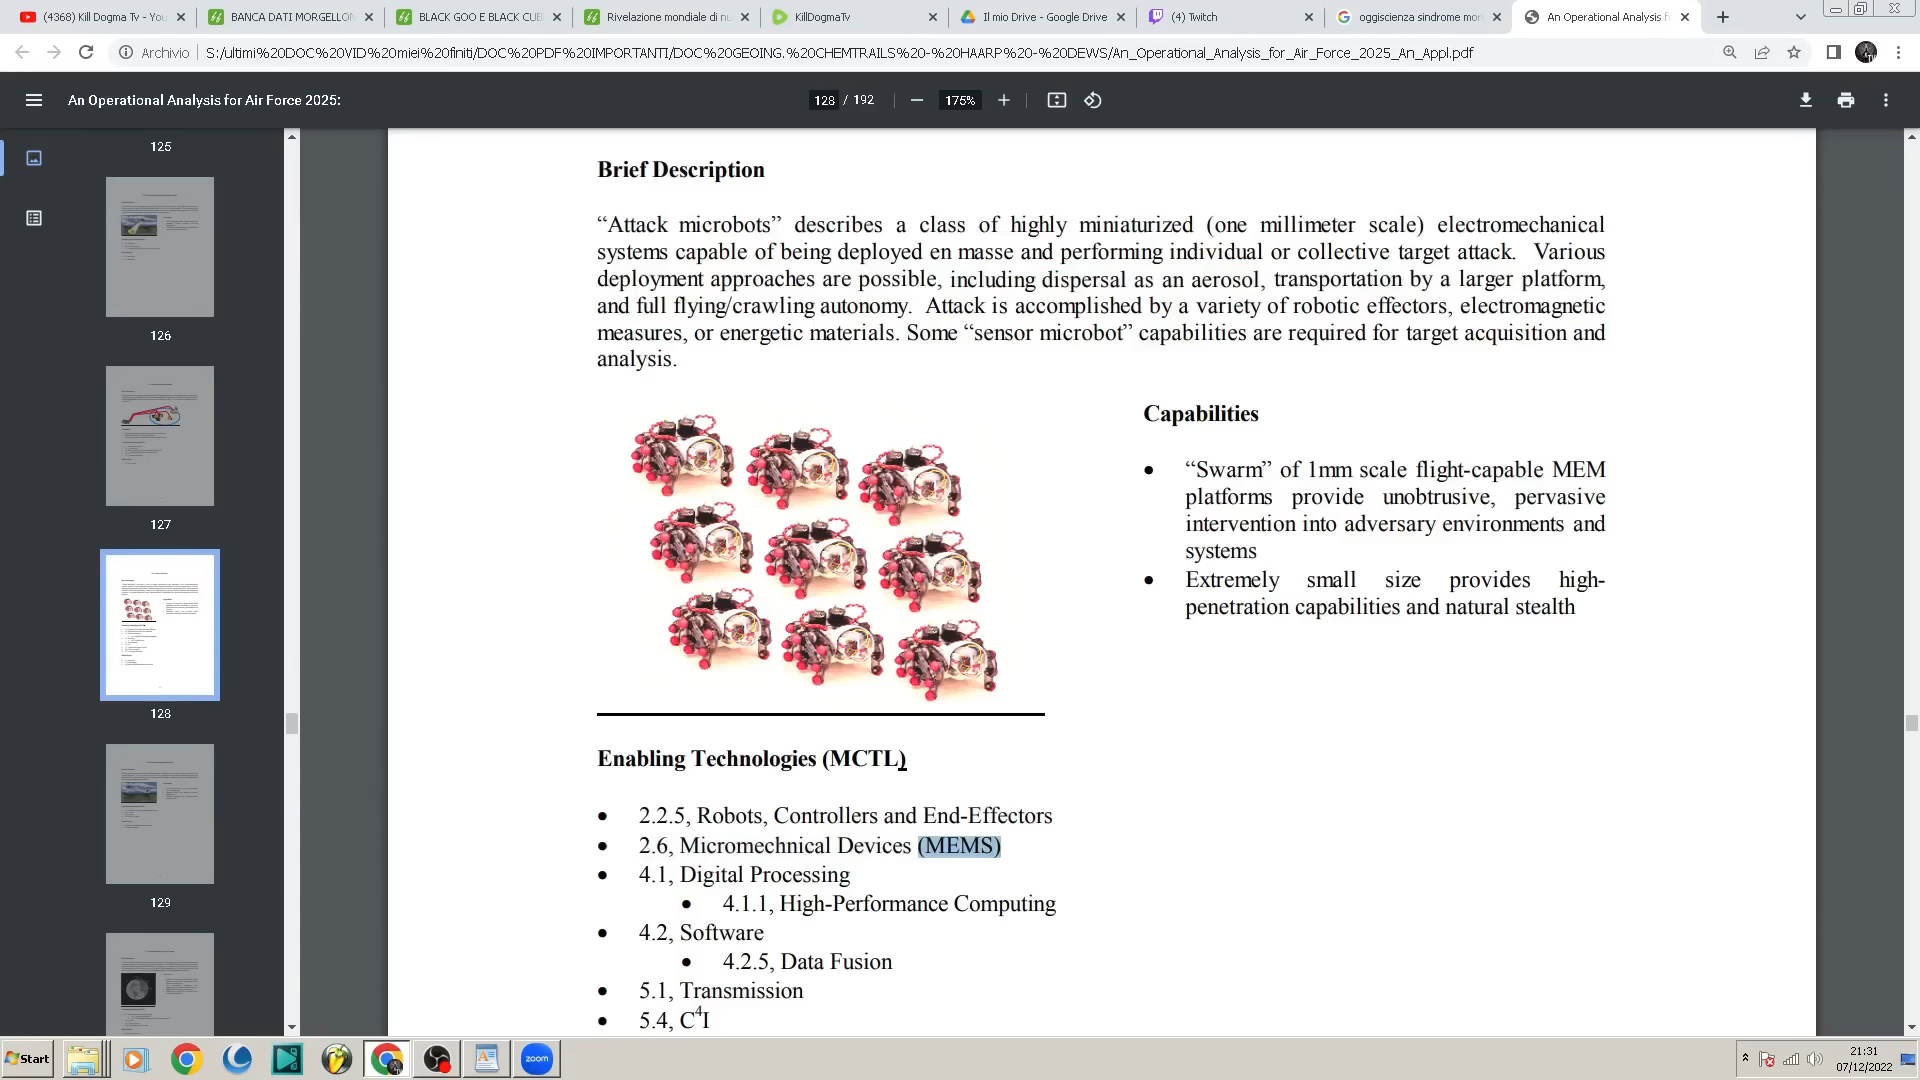 (4368) Kill Dogma Tv - You
BANCA DATI MORGELLON
BLACK GOO E BLACK CUB
Rivelazione mondiale di nu
KillDogmaTv
Il mio Drive - Google Drive
(4) Twitch
oggiscienza sindrome mor
An Operational Analysis f
Archivio
S:/ultimi%20DOC%20VID%20miei%20finiti/DOC%20PDF%20IMPORTANTI/DOC%20GEOING.%20CHEMTRAILS%20-%20HAARP%20-%20DEWS/An_Operational_Analysis_for_Air_Force_2025_An_Appl.pdf
An Operational Analysis for Air Force 2025:
128 / 192
175%
125
126
127
128
129
Brief Description
“Attack microbots” describes a class of highly miniaturized (one millimeter scale) electromechanical
systems capable of being deployed en masse and performing individual or collective target attack. Various
deployment approaches are possible, including dispersal as an aerosol, transportation by a larger platform,
and full flying/crawling autonomy. Attack is accomplished by a variety of robotic effectors, electromagnetic
measures, or energetic materials. Some “sensor microbot” capabilities are required for target acquisition and
analysis.
Capabilities
• “Swarm” of 1mm scale flight-capable MEM
platforms provide unobtrusive, pervasive
intervention into adversary environments and
systems
• Extremely small size provides high-
penetration capabilities and natural stealth
Enabling Technologies (MCTL)
• 2.2.5, Robots, Controllers and End-Effectors
• 2.6, Micromechnical Devices (MEMS)
• 4.1, Digital Processing
• 4.1.1, High-Performance Computing
• 4.2, Software
• 4.2.5, Data Fusion
• 5.1, Transmission
• 5.4, C⁴I
Start
zoom
21:31
07/12/2022